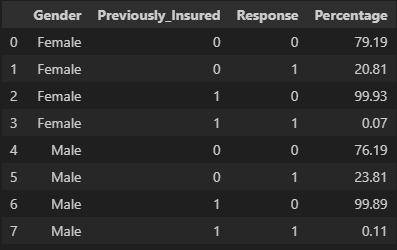 Gender Previously_Insured Response Percentage
0 Female 0 0 79.19
1 Female 0 1 20.81
2 Female 1 0 99.93
3 Female 1 1 0.07
4 Male 0 0 76.19
5 Male 0 1 23.81
6 Male 1 0 99.89
7 Male 1 1 0.11